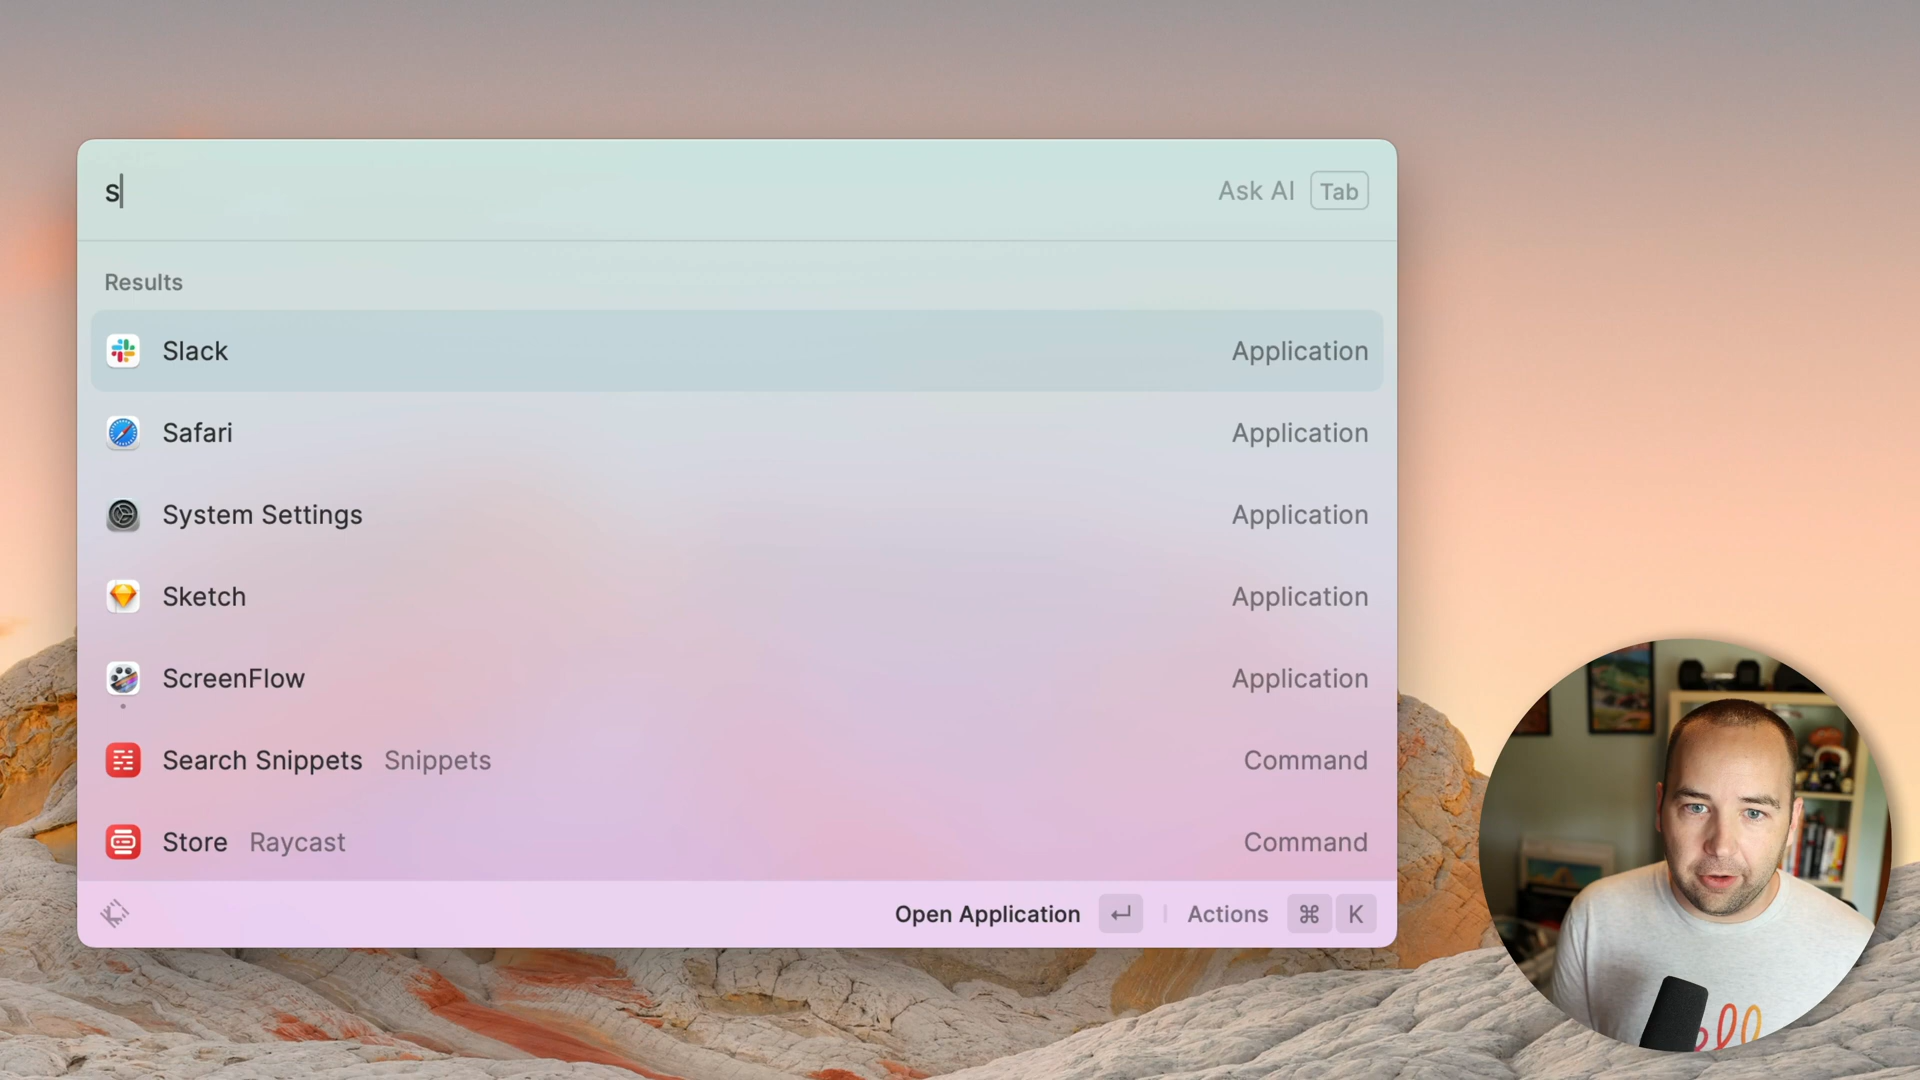 s
Ask AI Tab
Results
Slack Application
Safari Application
System Settings Application
Sketch Application
ScreenFlow Application
Search Snippets Snippets Command
Store Raycast Command
Open Application ↵ Actions ⌘ K